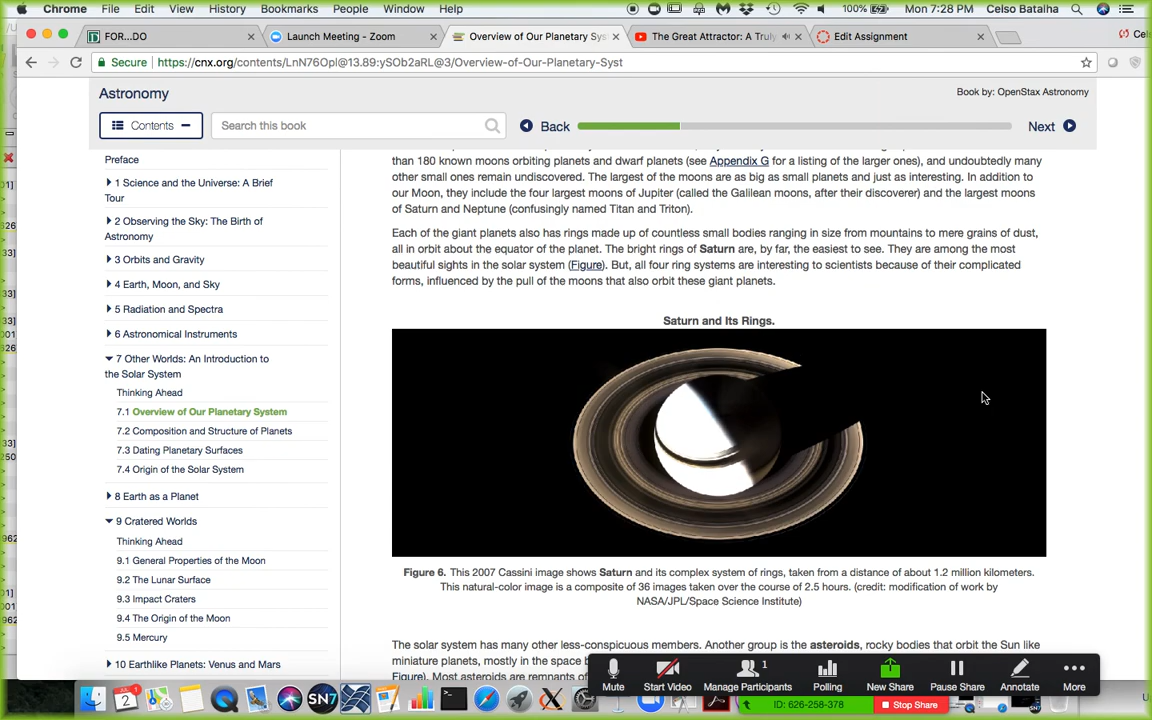 Chrome File Edit View History Bookmarks People Window Help 100% Mon 7:28 PM Celso Batalha
FOR...DO
Launch Meeting - Zoom
Overview of Our Planetary Sys
The Great Attractor: A Truly
Edit Assignment
Secure https://cnx.org/contents/LnN76Opl@13.89:ySOb2aRL@3/Overview-of-Our-Planetary-Syst
Astronomy
Book by: OpenStax Astronomy
Contents
Search this book
Back
Next
Preface
1 Science and the Universe: A Brief
Tour
2 Observing the Sky: The Birth of
Astronomy
3 Orbits and Gravity
4 Earth, Moon, and Sky
5 Radiation and Spectra
6 Astronomical Instruments
7 Other Worlds: An Introduction to
the Solar System
Thinking Ahead
7.1 Overview of Our Planetary System
7.2 Composition and Structure of Planets
7.3 Dating Planetary Surfaces
7.4 Origin of the Solar System
8 Earth as a Planet
9 Cratered Worlds
Thinking Ahead
9.1 General Properties of the Moon
9.2 The Lunar Surface
9.3 Impact Craters
9.4 The Origin of the Moon
9.5 Mercury
10 Earthlike Planets: Venus and Mars
than 180 known moons orbiting planets and dwarf planets (see Appendix G for a listing of the larger ones), and undoubtedly many
other small ones remain undiscovered. The largest of the moons are as big as small planets and just as interesting. In addition to
our Moon, they include the four largest moons of Jupiter (called the Galilean moons, after their discoverer) and the largest moons
of Saturn and Neptune (confusingly named Titan and Triton).
Each of the giant planets also has rings made up of countless small bodies ranging in size from mountains to mere grains of dust,
all in orbit about the equator of the planet. The bright rings of Saturn are, by far, the easiest to see. They are among the most
beautiful sights in the solar system (Figure). But, all four ring systems are interesting to scientists because of their complicated
forms, influenced by the pull of the moons that also orbit these giant planets.
Saturn and Its Rings.
Figure 6. This 2007 Cassini image shows Saturn and its complex system of rings, taken from a distance of about 1.2 million kilometers.
This natural-color image is a composite of 36 images taken over the course of 2.5 hours. (credit: modification of work by
NASA/JPL/Space Science Institute)
The solar system has many other less-conspicuous members. Another group is the asteroids, rocky bodies that orbit the Sun like
miniature planets, mostly in the space b
Figure). Most asteroids are remnants of
Mute
Start Video
1
Manage Participants
Polling
New Share
Pause Share
Annotate
More
ID: 626-258-378
Stop Share
2
SN7